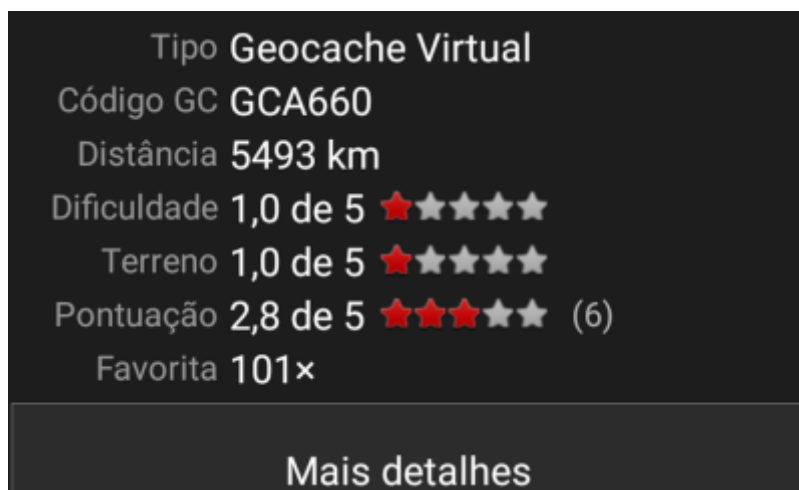 Tipo Geocache Virtual
Código GC GCA660
Distância 5493 km
Dificuldade 1,0 de 5
Terreno 1,0 de 5
Pontuação 2,8 de 5 (6)
Favorita 101×
Mais detalhes